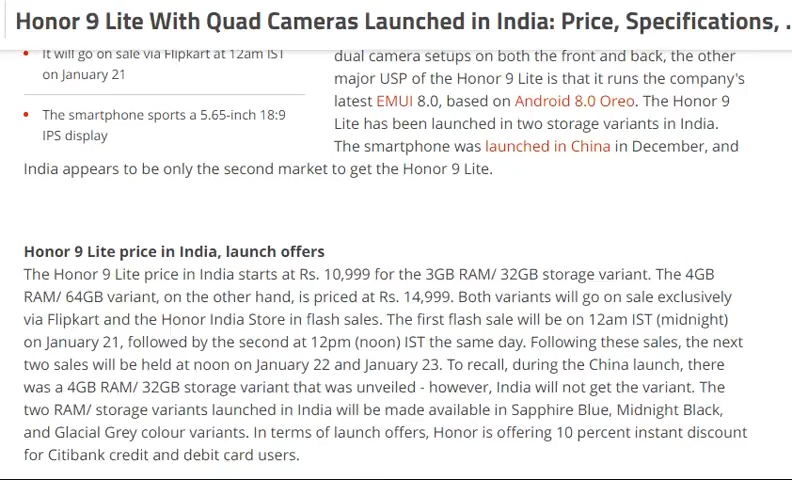 Honor 9 Lite With Quad Cameras Launched in India: Price, Specifications, .
It will go on sale via Flipkart at 12am IST
on January 21
The smartphone sports a 5.65-inch 18:9
IPS display
dual camera setups on both the front and back, the other
major USP of the Honor 9 Lite is that it runs the company's
latest EMUI 8.0, based on Android 8.0 Oreo. The Honor 9
Lite has been launched in two storage variants in India.
The smartphone was launched in China in December, and
India appears to be only the second market to get the Honor 9 Lite.
Honor 9 Lite price in India, launch offers
The Honor 9 Lite price in India starts at Rs. 10,999 for the 3GB RAM/ 32GB storage variant. The 4GB
RAM/ 64GB variant, on the other hand, is priced at Rs. 14,999. Both variants will go on sale exclusively
via Flipkart and the Honor India Store in flash sales. The first flash sale will be on 12am IST (midnight)
on January 21, followed by the second at 12pm (noon) IST the same day. Following these sales, the next
two sales will be held at noon on January 22 and January 23. To recall, during the China launch, there
was a 4GB RAM/ 32GB storage variant that was unveiled - however, India will not get the variant. The
two RAM/ storage variants launched in India will be made available in Sapphire Blue, Midnight Black,
and Glacial Grey colour variants. In terms of launch offers, Honor is offering 10 percent instant discount
for Citibank credit and debit card users.